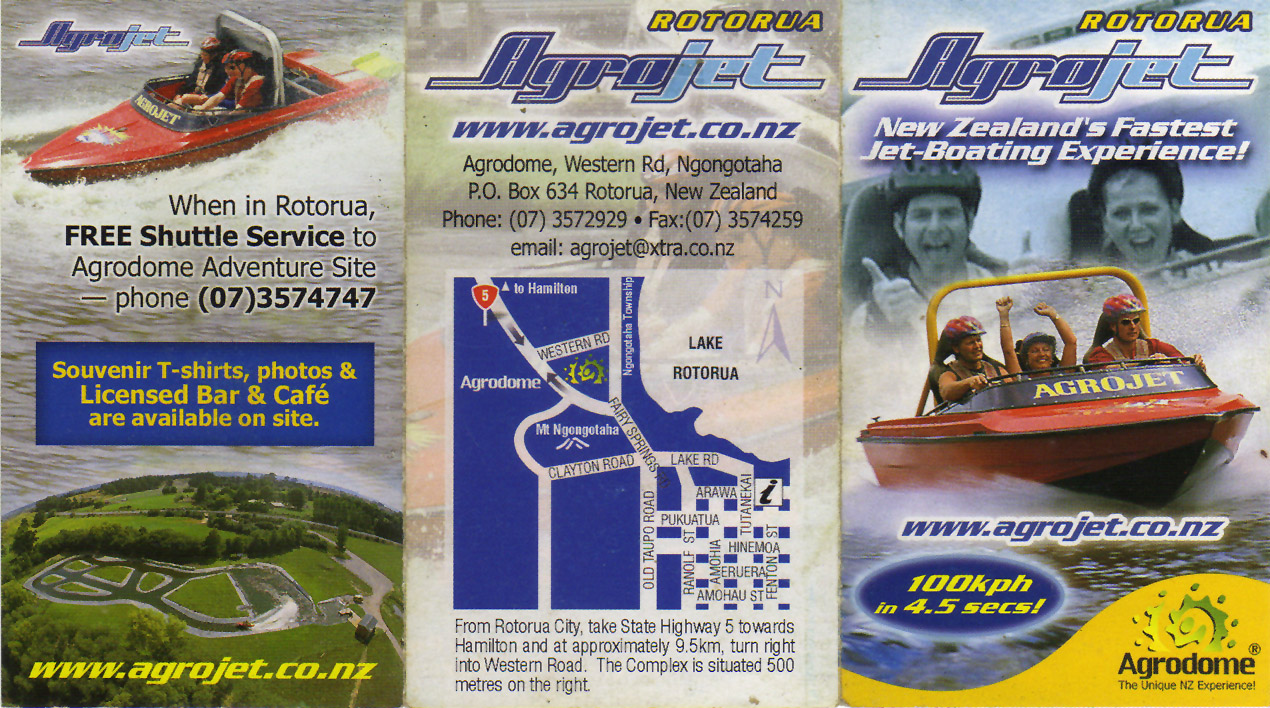 Agrojet
AGROJET
When in Rotorua,
FREE Shuttle Service to
Agrodome Adventure Site
— phone (07)3574747
Souvenir T-shirts, photos &
Licensed Bar & Café
are available on site.
www.agrojet.co.nz
ROTORUA
Agrojet
www.agrojet.co.nz
Agrodome, Western Rd, Ngongotaha
P.O. Box 634 Rotorua, New Zealand
Phone: (07) 3572929 • Fax:(07) 3574259
email: agrojet@xtra.co.nz
5
to Hamilton
Ngongotaha Township
N
WESTERN RD
LAKE
ROTORUA
Agrodome
FAIRY SPRINGS
Mt Ngongotaha
CLAYTON ROAD
LAKE RD
ARAWA
i
TUTANEKAI
PUKUATUA
OLD TAUPO ROAD
RANOLF ST
AMOHIA
HINEMOA
ERUERA
FENTON ST
AMOHAU ST
From Rotorua City, take State Highway 5 towards
Hamilton and at approximately 9.5km, turn right
into Western Road. The Complex is situated 500
metres on the right.
ROTORUA
Agrojet
New Zealand's Fastest
Jet-Boating Experience!
AGROJET
www.agrojet.co.nz
100kph
in 4.5 secs!
Agrodome®
The Unique NZ Experience!